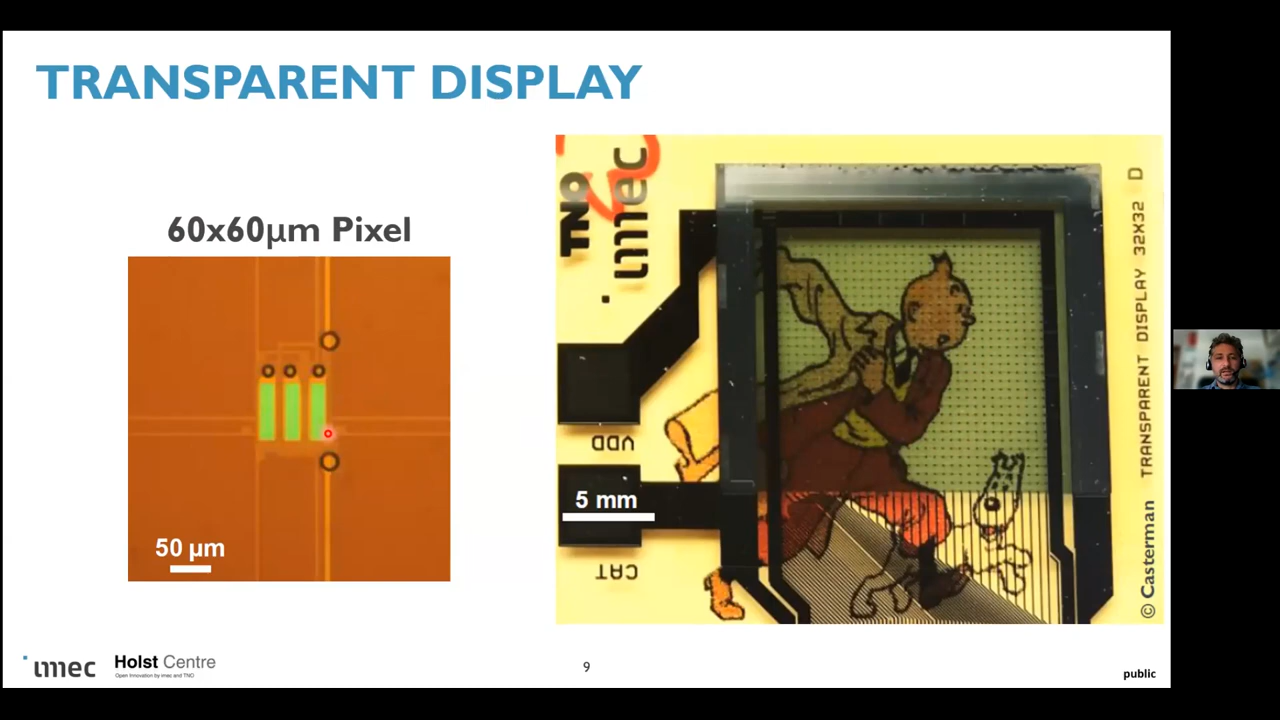 TRANSPARENT DISPLAY
60x60µm Pixel
50 µm
TNO
imec
VDD
5 mm
CAT
TRANSPARENT DISPLAY 32X32 D
© Casterman
imec
Holst Centre
Open Innovation by imec and TNO
9
public